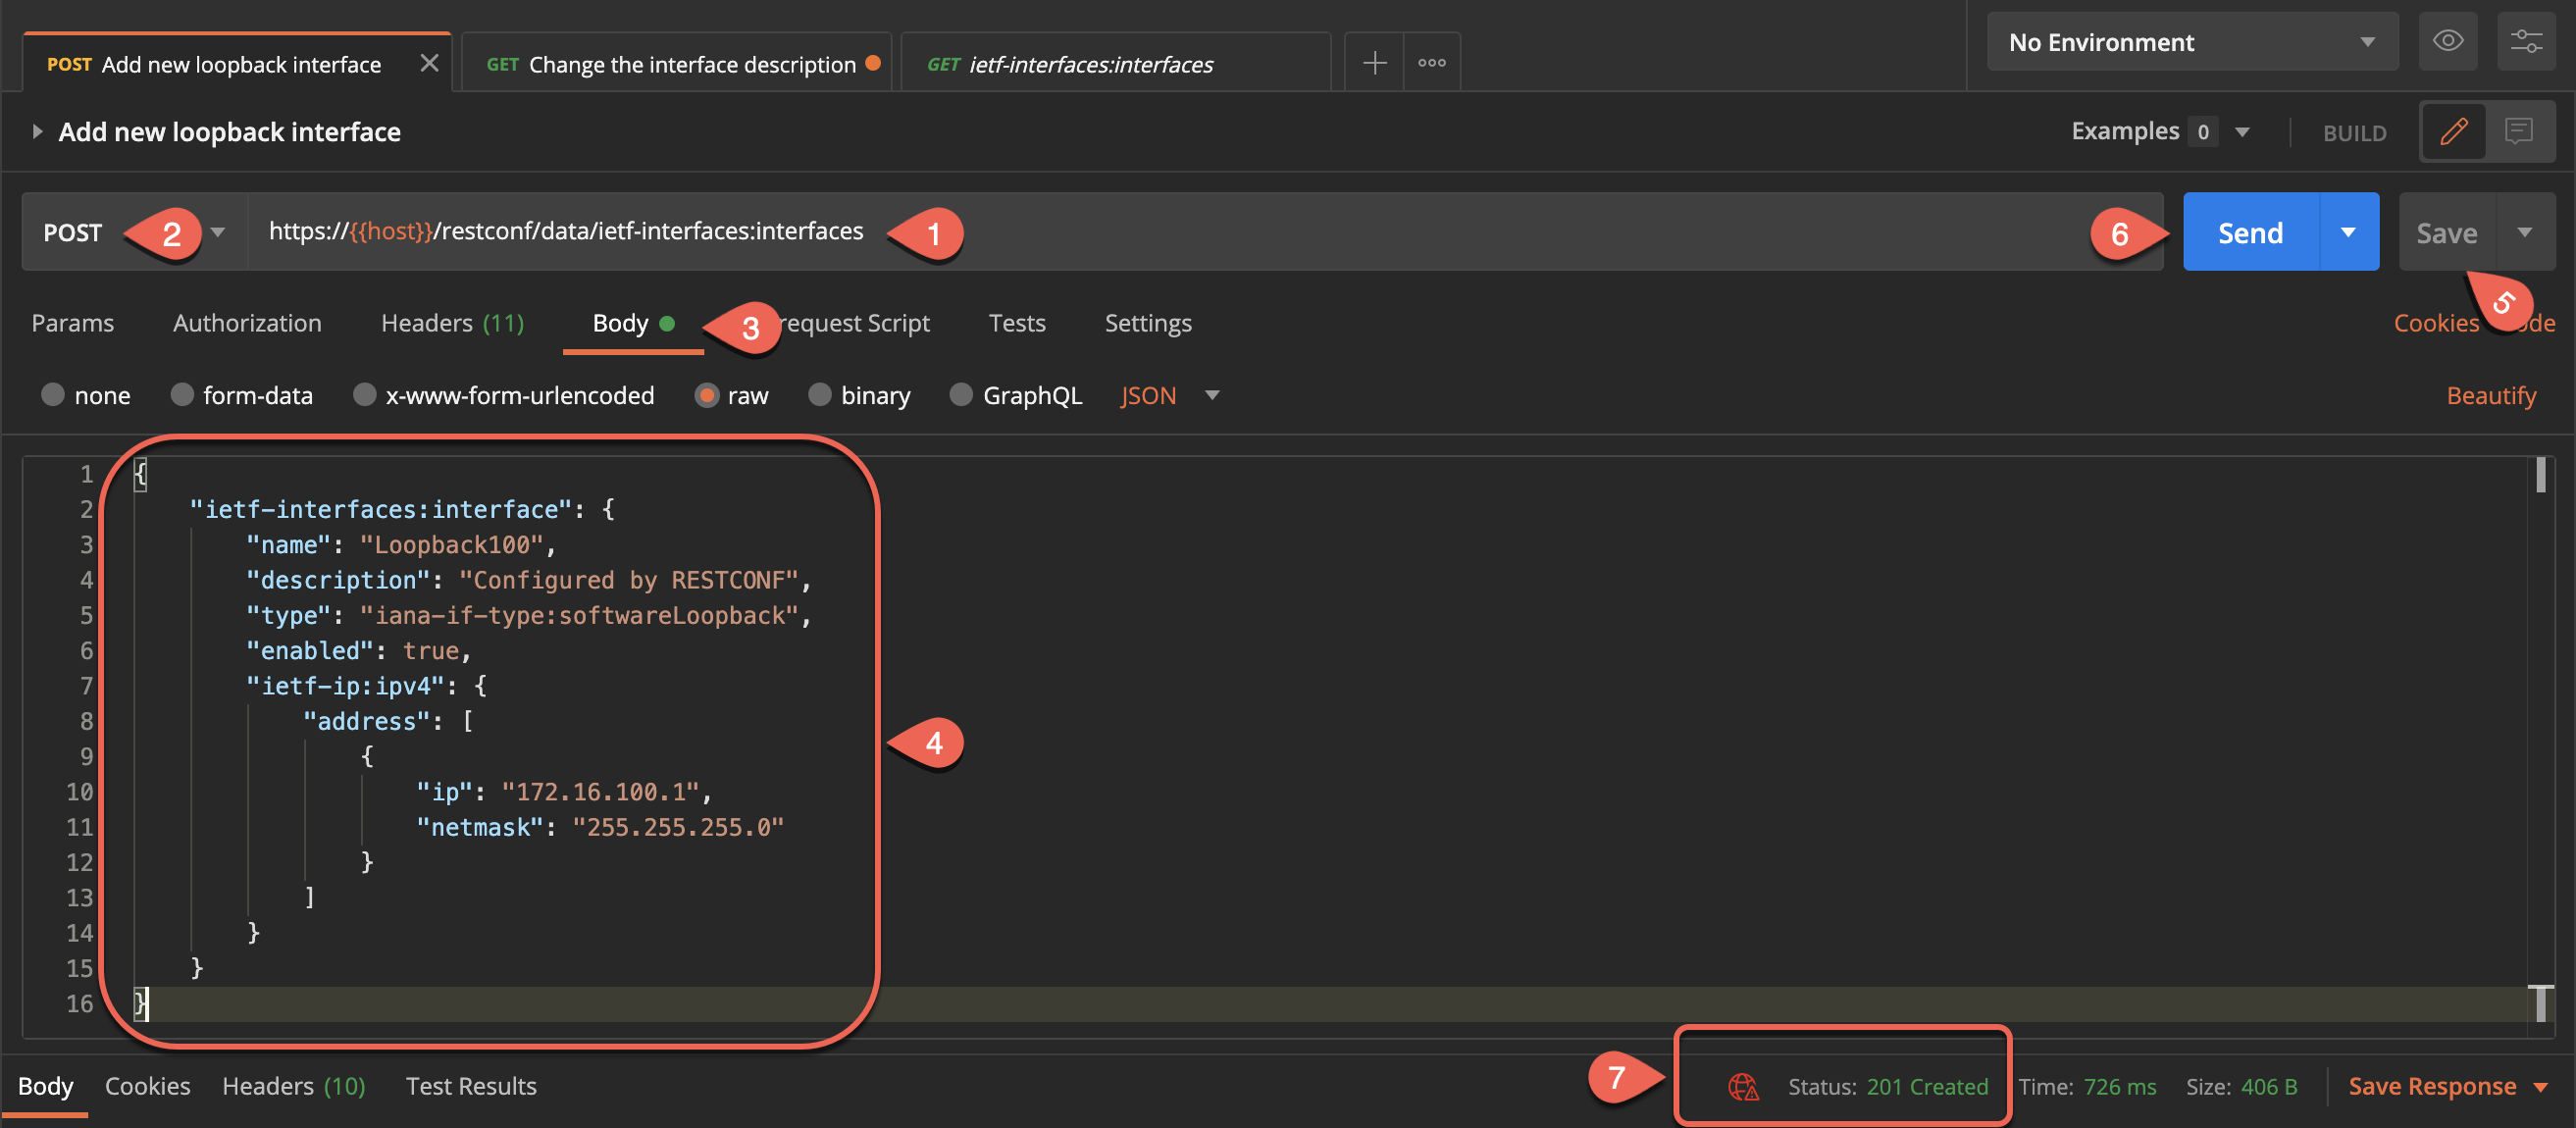 POST Add new loopback interface
GET Change the interface description
GET ietf-interfaces:interfaces
No Environment
Add new loopback interface
Examples 0
BUILD
POST
2
https://{{host}}/restconf/data/ietf-interfaces:interfaces
1
6
Send
Save
5
Params
Authorization
Headers (11)
Body
3
request Script
Tests
Settings
Cookies
de
none
form-data
x-www-form-urlencoded
raw
binary
GraphQL
JSON
Beautify
1 {
2 "ietf-interfaces:interface": {
3 "name": "Loopback100",
4 "description": "Configured by RESTCONF",
5 "type": "iana-if-type:softwareLoopback",
6 "enabled": true,
7 "ietf-ip:ipv4": {
8 "address": [
9 {
10 "ip": "172.16.100.1",
11 "netmask": "255.255.255.0"
12 }
13 ]
14 }
15 }
16 }
4
7
Body
Cookies
Headers (10)
Test Results
Status: 201 Created
Time: 726 ms
Size: 406 B
Save Response